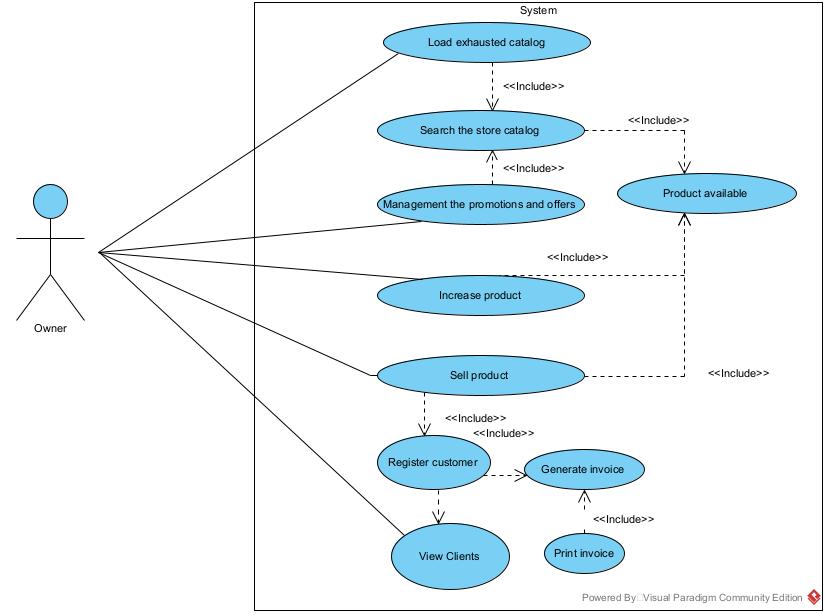 System
Load exhausted catalog
<<Include>>
Search the store catalog
<<Include>>
<<Include>>
Management the promotions and offers
Product available
<<Include>>
Increase product
Owner
Sell product
<<Include>>
<<Include>>
<<Include>>
Register customer
Generate invoice
<<Include>>
View Clients
Print invoice
Powered By Visual Paradigm Community Edition